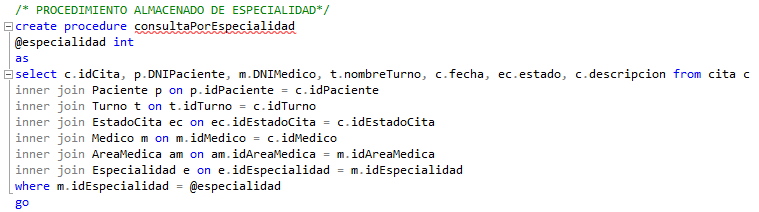 /* PROCEDIMIENTO ALMACENADO DE ESPECIALIDAD*/
create procedure consultaPorEspecialidad
@especialidad int
as
select c.idCita, p.DNIPaciente, m.DNIMedico, t.nombreTurno, c.fecha, ec.estado, c.descripcion from cita c
inner join Paciente p on p.idPaciente = c.idPaciente
inner join Turno t on t.idTurno = c.idTurno
inner join EstadoCita ec on ec.idEstadoCita = c.idEstadoCita
inner join Medico m on m.idMedico = c.idMedico
inner join AreaMedica am on am.idAreaMedica = m.idAreaMedica
inner join Especialidad e on e.idEspecialidad = m.idEspecialidad
where m.idEspecialidad = @especialidad
go